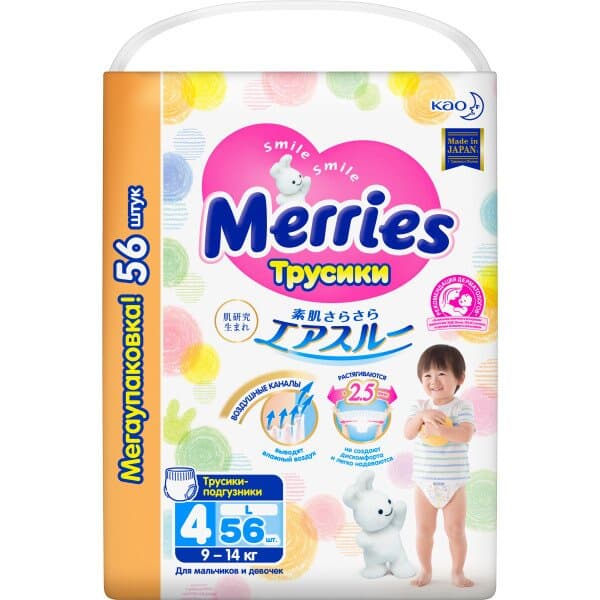 Kao
Made in
JAPAN
Smile Smile
Merries
Трусики
Мегаупаковка! 56 штук
РЕКОМЕНДАЦИЯ ДЕРМАТОЛОГОВ
肌研究
生まれ
素肌さらさら
エアスルー
ВОЗДУШНЫЕ КАНАЛЫ
ВЫВОДЯТ
ВЛАЖНЫЙ ВОЗДУХ
РАСТЯГИВАЮТСЯ
2.5
не создают
дискомфорта
и легко надеваются
Трусики-
подгузники
4 L 56 шт.
9 – 14 кг
Для мальчиков и девочек